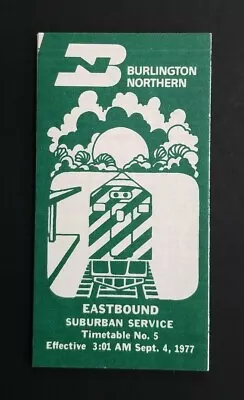 BURLINGTON
NORTHERN
EASTBOUND
SUBURBAN SERVICE
Timetable No. 5
Effective 3:01 AM Sept. 4, 1977